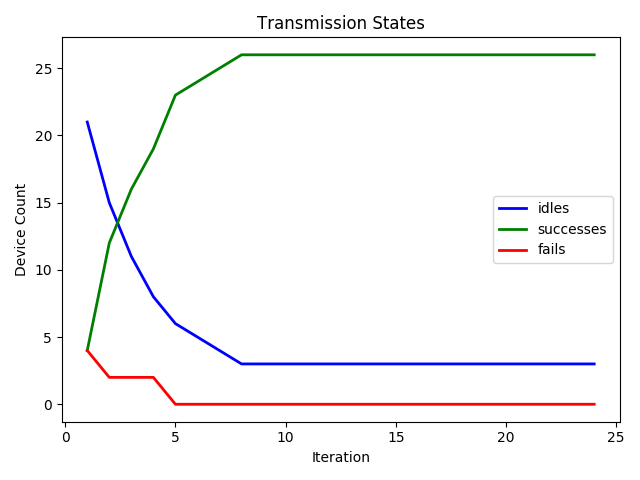 Transmission States
Device Count
25
20
15
10
5
0
idles
successes
fails
0 5 10 15 20 25
Iteration